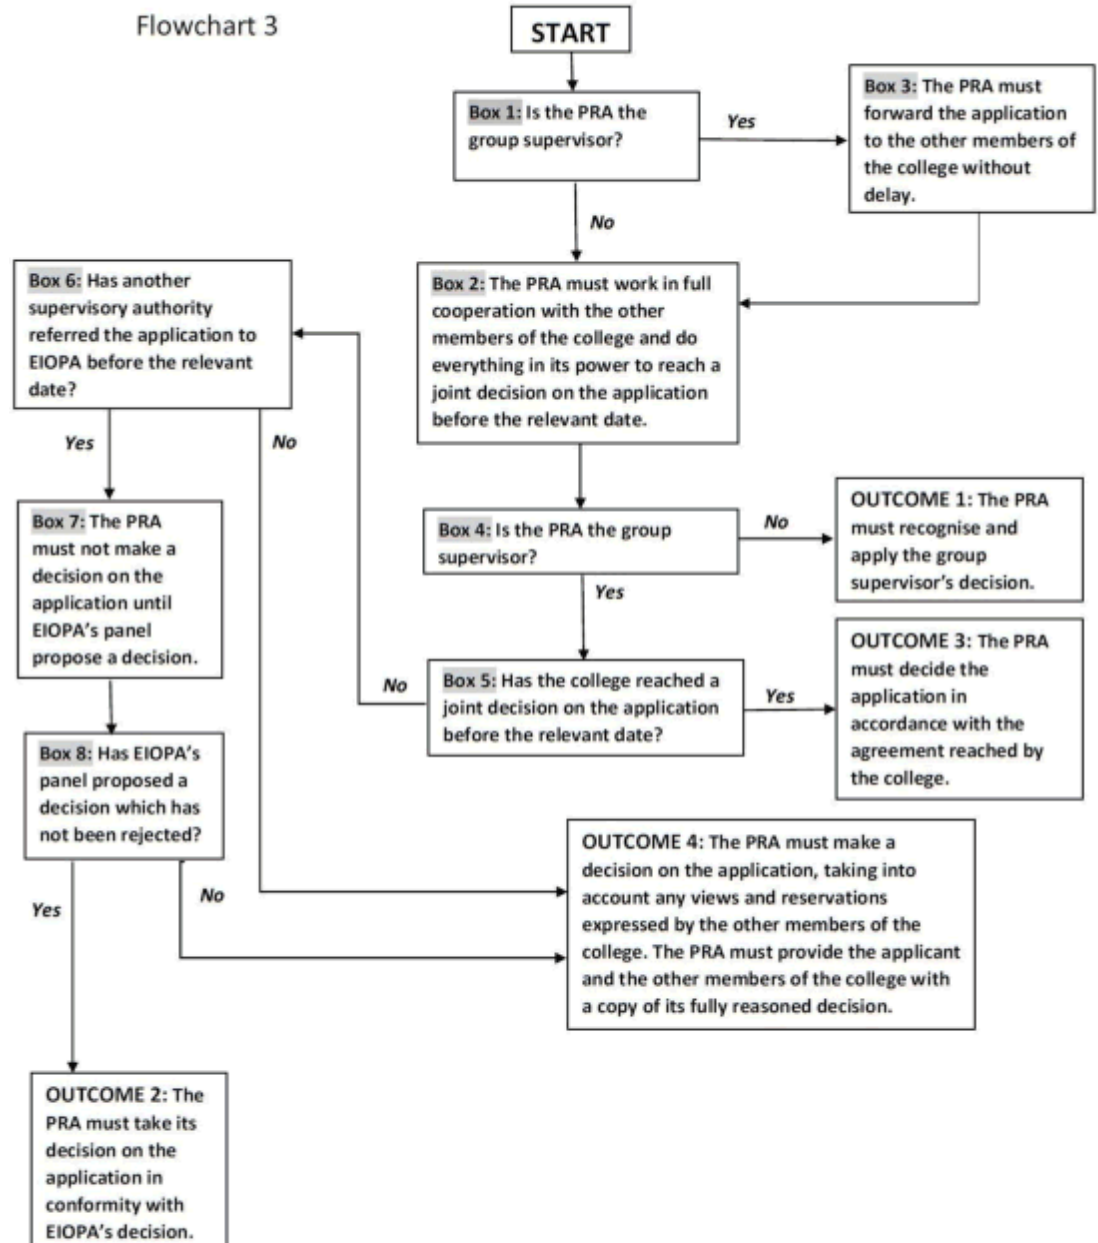 Flowchart 3
START
Box 1: Is the PRA the
group supervisor?
Yes
Box 3: The PRA must
forward the application
to the other members of
the college without
delay.
No
Box 6: Has another
supervisory authority
referred the application to
EIOPA before the relevant
date?
Box 2: The PRA must work in full
cooperation with the other
members of the college and do
everything in its power to reach a
joint decision on the application
before the relevant date.
Yes
No
Box 7: The PRA
must not make a
decision on the
application until
EIOPA's panel
propose a decision.
Box 4: Is the PRA the group
supervisor?
No
OUTCOME 1: The PRA
must recognise and
apply the group
supervisor's decision.
Yes
Box 5: Has the college reached a
joint decision on the application
before the relevant date?
No
Yes
OUTCOME 3: The PRA
must decide the
application in
accordance with the
agreement reached by
the college.
Box 8: Has EIOPA's
panel proposed a
decision which has
not been rejected?
Yes
No
OUTCOME 4: The PRA must make a
decision on the application, taking into
account any views and reservations
expressed by the other members of the
college. The PRA must provide the applicant
and the other members of the college with
a copy of its fully reasoned decision.
OUTCOME 2: The
PRA must take its
decision on the
application in
conformity with
EIOPA's decision.